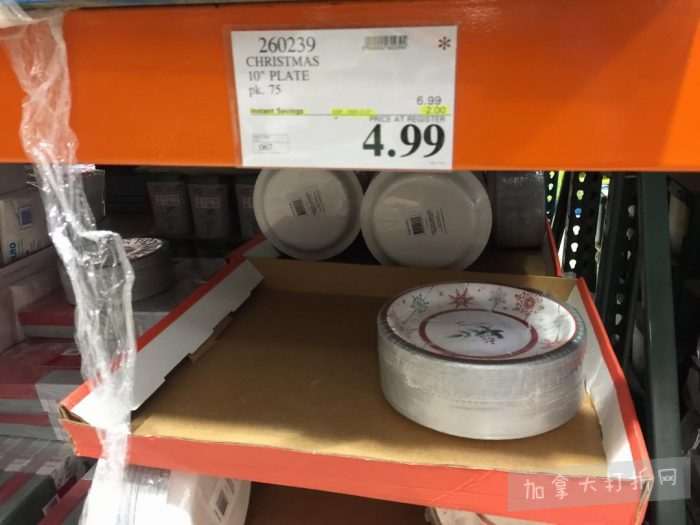 260239
CHRISTMAS
10" PLATE
pk. 75
*
6.99
Instant Savings
2.00
PRICE AT REGISTER
4.99
067
加拿大打折网